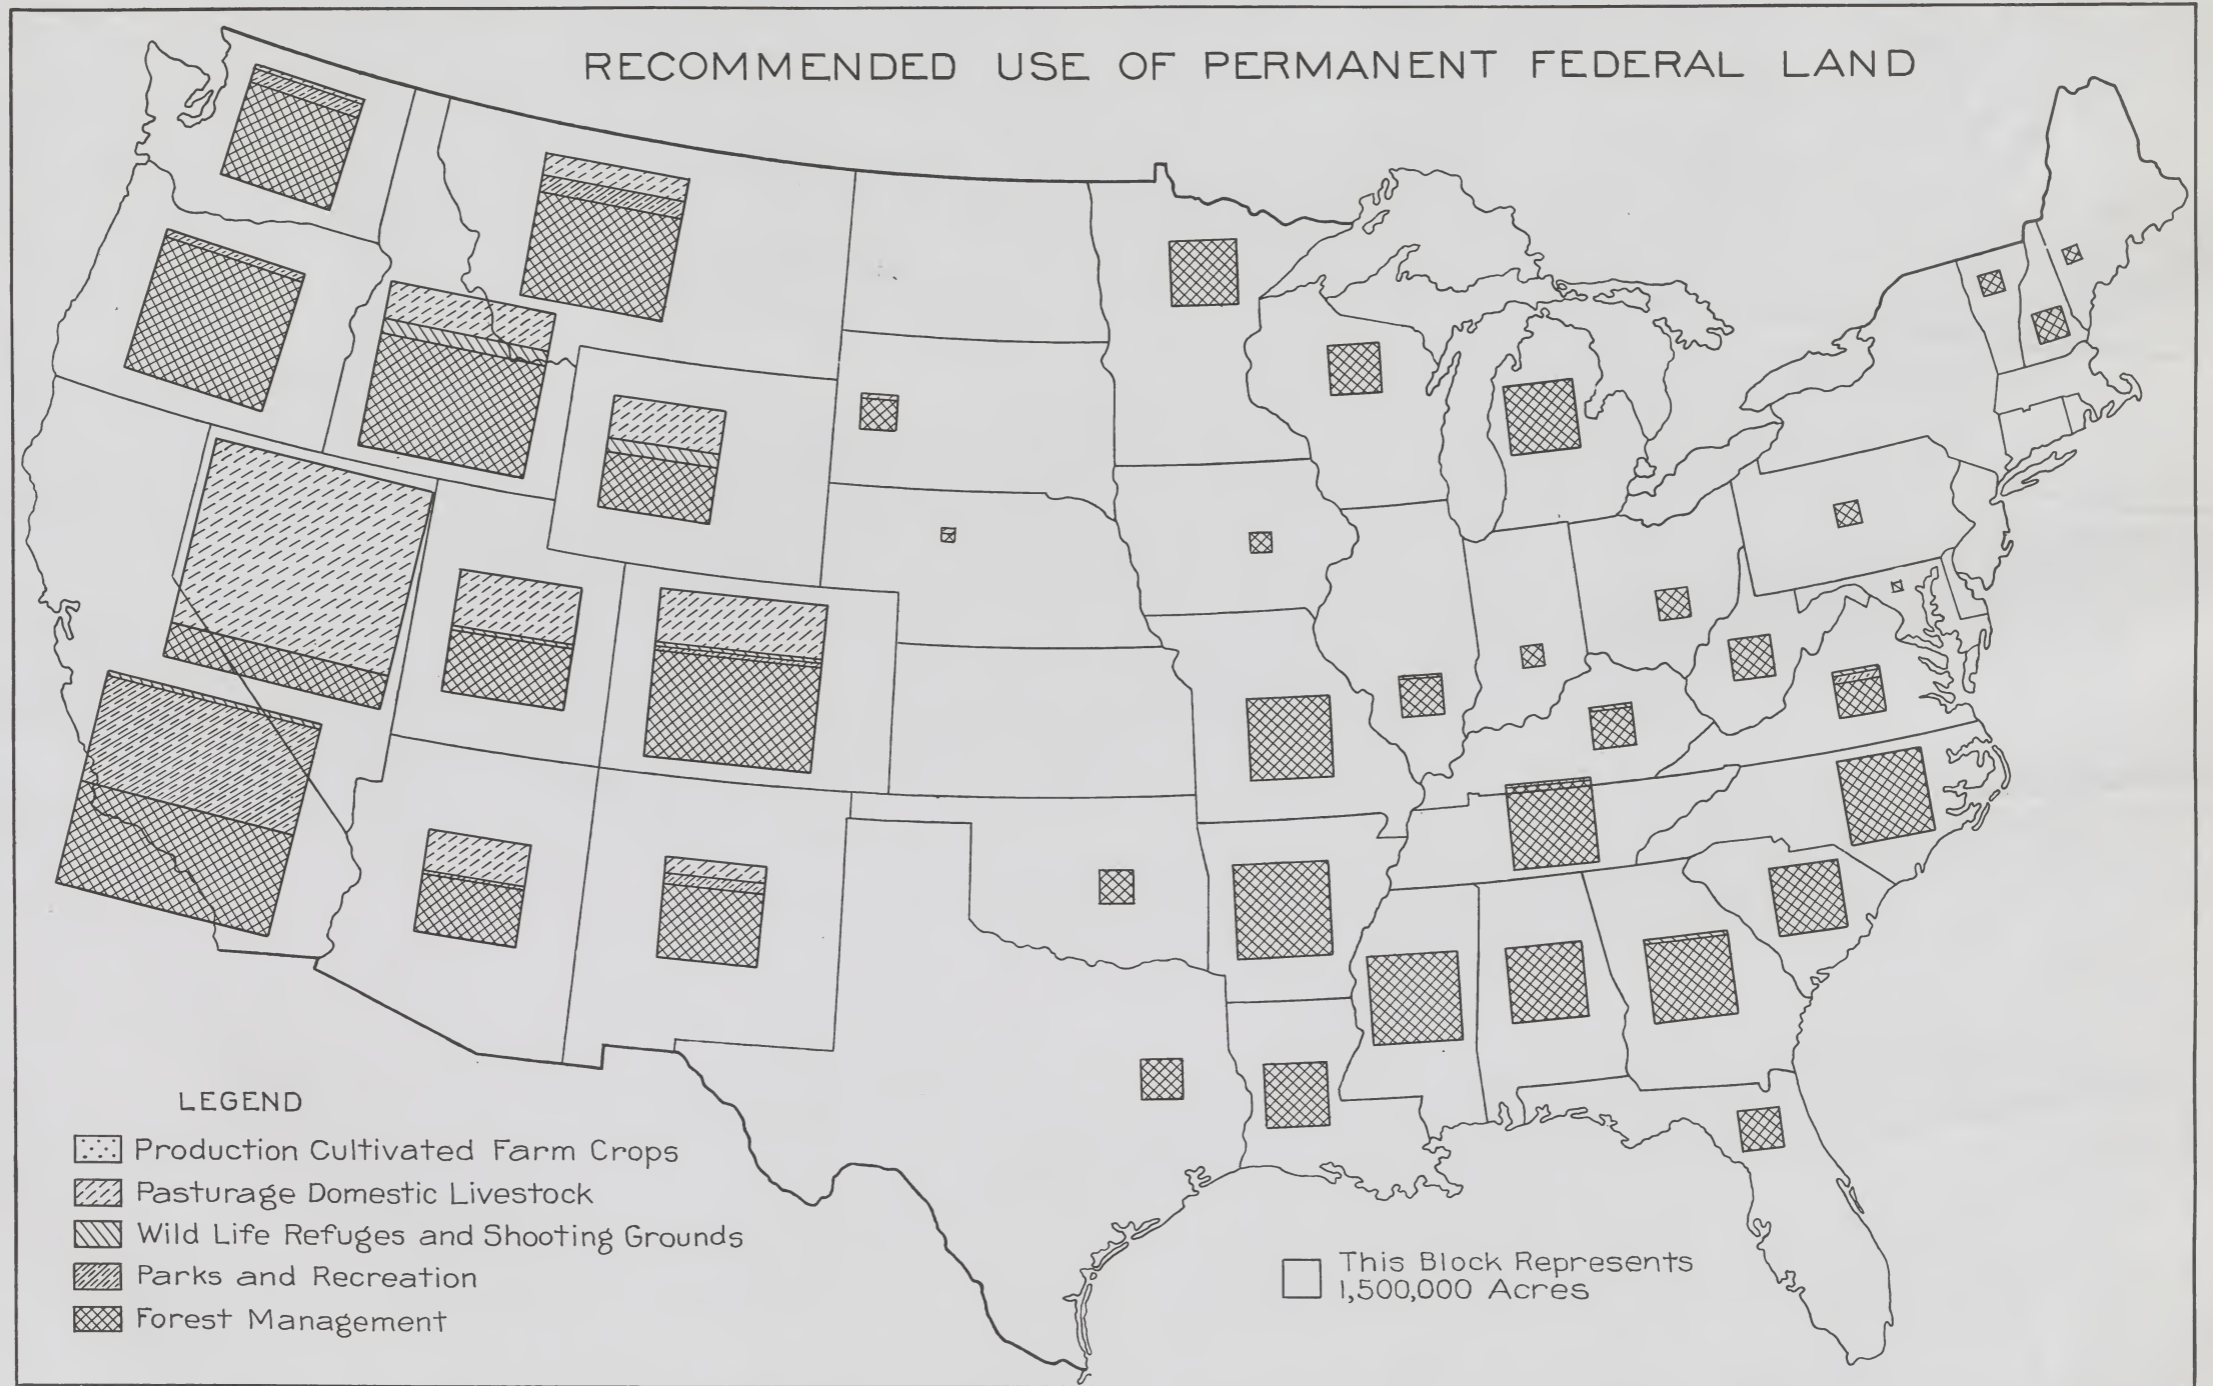 RECOMMENDED USE OF PERMANENT FEDERAL LAND
LEGEND
Production Cultivated Farm Crops
Pasturage Domestic Livestock
Wild Life Refuges and Shooting Grounds
Parks and Recreation
Forest Management
This Block Represents
1,500,000 Acres